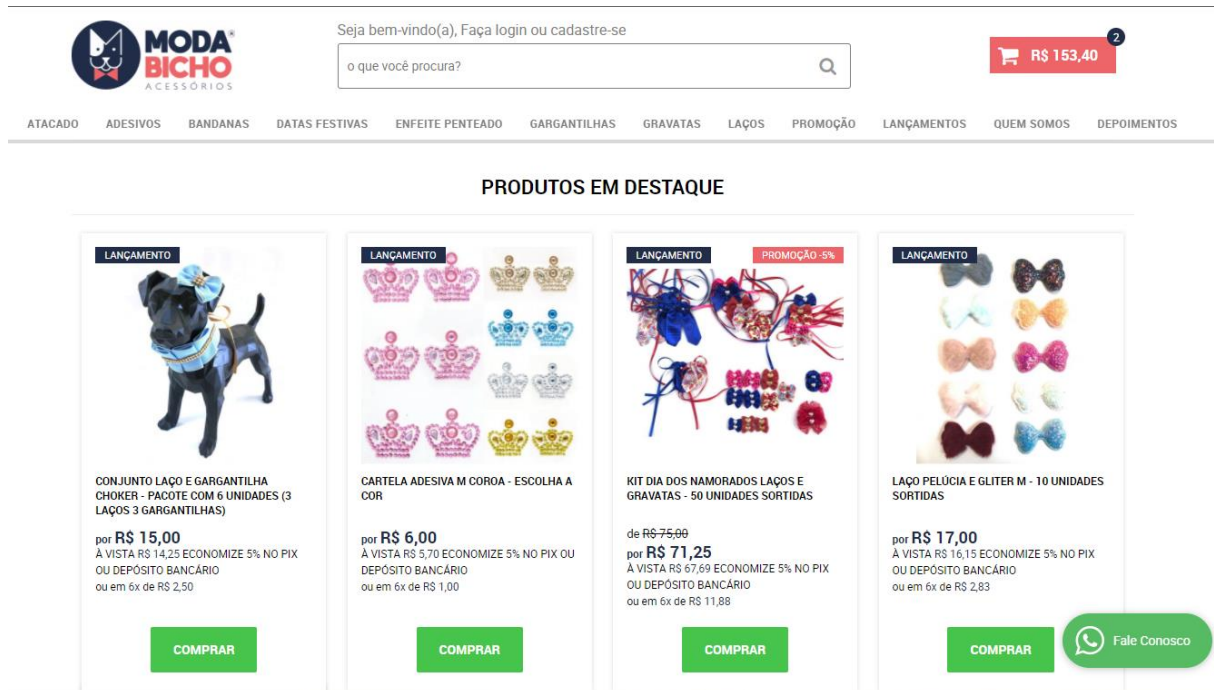 Seja bem-vindo(a), Faça login ou cadastre-se
MODA
BICHO
ACESSÓRIOS
o que você procura?
2
R$ 153,40
ATACADO ADESIVOS BANDANAS DATAS FESTIVAS ENFEITE PENTEADO GARGANTILHAS GRAVATAS LAÇOS PROMOÇÃO LANÇAMENTOS QUEM SOMOS DEPOIMENTOS
PRODUTOS EM DESTAQUE
LANÇAMENTO
CONJUNTO LAÇO E GARGANTILHA
CHOKER - PACOTE COM 6 UNIDADES (3
LAÇOS 3 GARGANTILHAS)
por R$ 15,00
À VISTA R$ 14,25 ECONOMIZE 5% NO PIX
OU DEPÓSITO BANCÁRIO
ou em 6x de R$ 2,50
COMPRAR
LANÇAMENTO
CARTELA ADESIVA M COROA - ESCOLHA A
COR
por R$ 6,00
À VISTA R$ 5,70 ECONOMIZE 5% NO PIX OU
DEPÓSITO BANCÁRIO
ou em 6x de R$ 1,00
COMPRAR
LANÇAMENTO
PROMOÇÃO -5%
KIT DIA DOS NAMORADOS LAÇOS E
GRAVATAS - 50 UNIDADES SORTIDAS
de R$ 75,00
por R$ 71,25
À VISTA R$ 67,69 ECONOMIZE 5% NO PIX
OU DEPÓSITO BANCÁRIO
ou em 6x de R$ 11,88
COMPRAR
LANÇAMENTO
LAÇO PELÚCIA E GLITER M - 10 UNIDADES
SORTIDAS
por R$ 17,00
À VISTA R$ 16,15 ECONOMIZE 5% NO PIX
OU DEPÓSITO BANCÁRIO
ou em 6x de R$ 2,83
COMPRAR
Fale Conosco